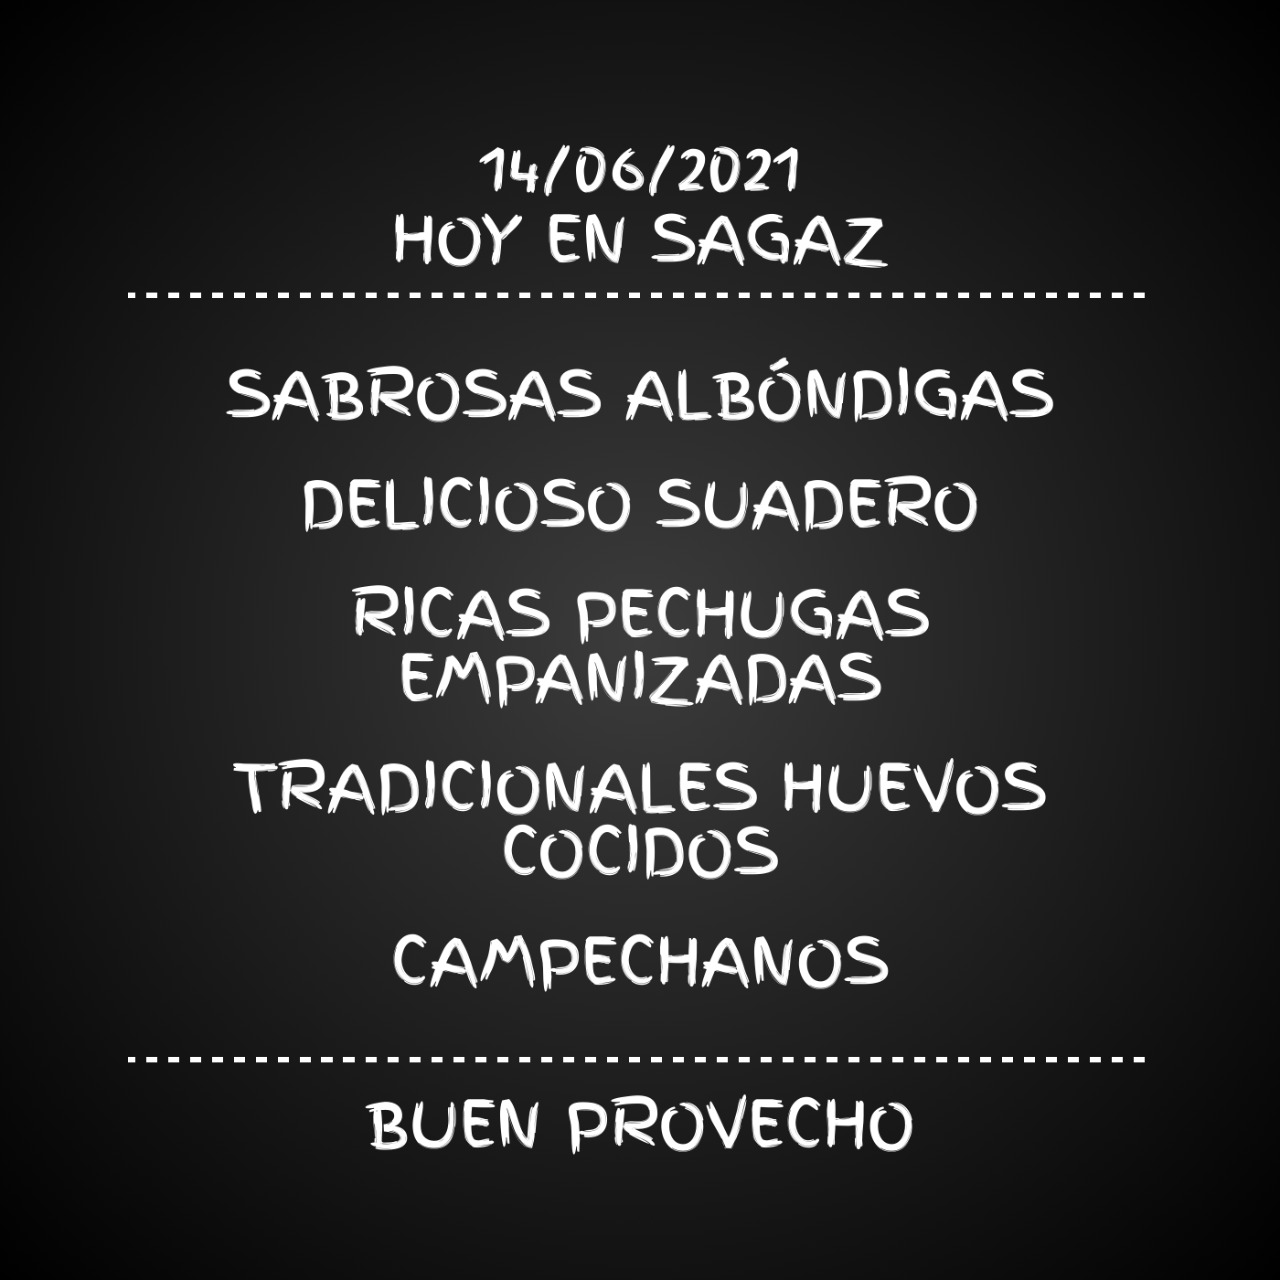 14/06/2021
HOY EN SAGAZ
SABROSAS ALBÓNDIGAS
DELICIOSO SUADERO
RICAS PECHUGAS
EMPANIZADAS
TRADICIONALES HUEVOS
COCIDOS
CAMPECHANOS
BUEN PROVECHO